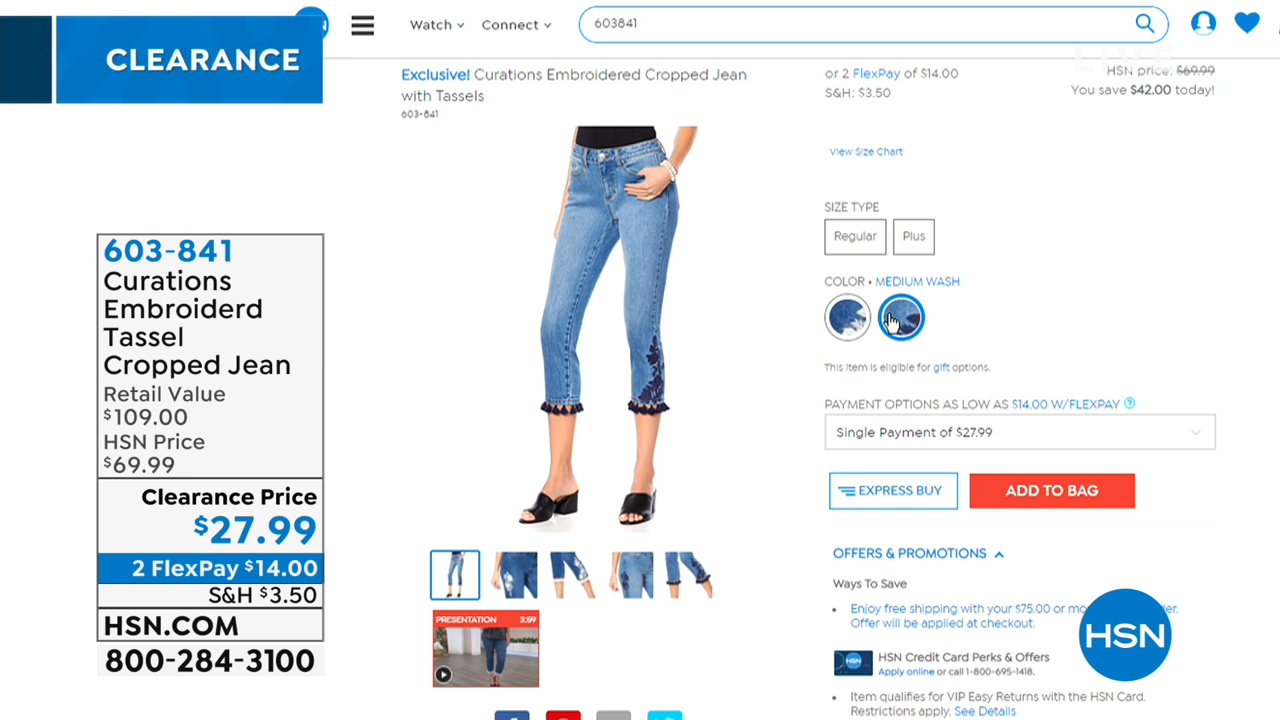 CLEARANCE
HSN
Watch
Connect
603841
LIVE
Exclusive! Curations Embroidered Cropped Jean
with Tassels
603-841
or 2 FlexPay of $14.00
S&H: $3.50
HSN price: $69.99
You save $42.00 today!
View Size Chart
SIZE TYPE
Regular
Plus
COLOR • MEDIUM WASH
This item is eligible for gift options.
PAYMENT OPTIONS AS LOW AS $14.00 W/FLEXPAY ?
Single Payment of $27.99
EXPRESS BUY
ADD TO BAG
OFFERS & PROMOTIONS
Ways To Save
• Enjoy free shipping with your $75.00 or
Offer will be applied at checkout.
HSN
HSN Credit Card Perks & Offers
Apply online or call 1-800-695-1418.
• Item qualifies for VIP Easy Returns with the HSN Card.
Restrictions apply. See Details
PRESENTATION 3:59
603-841
Curations
Embroiderd
Tassel
Cropped Jean
Retail Value
$109.00
HSN Price
$69.99
Clearance Price
$27.99
2 FlexPay $14.00
S&H $3.50
HSN.COM
800-284-3100
HSN